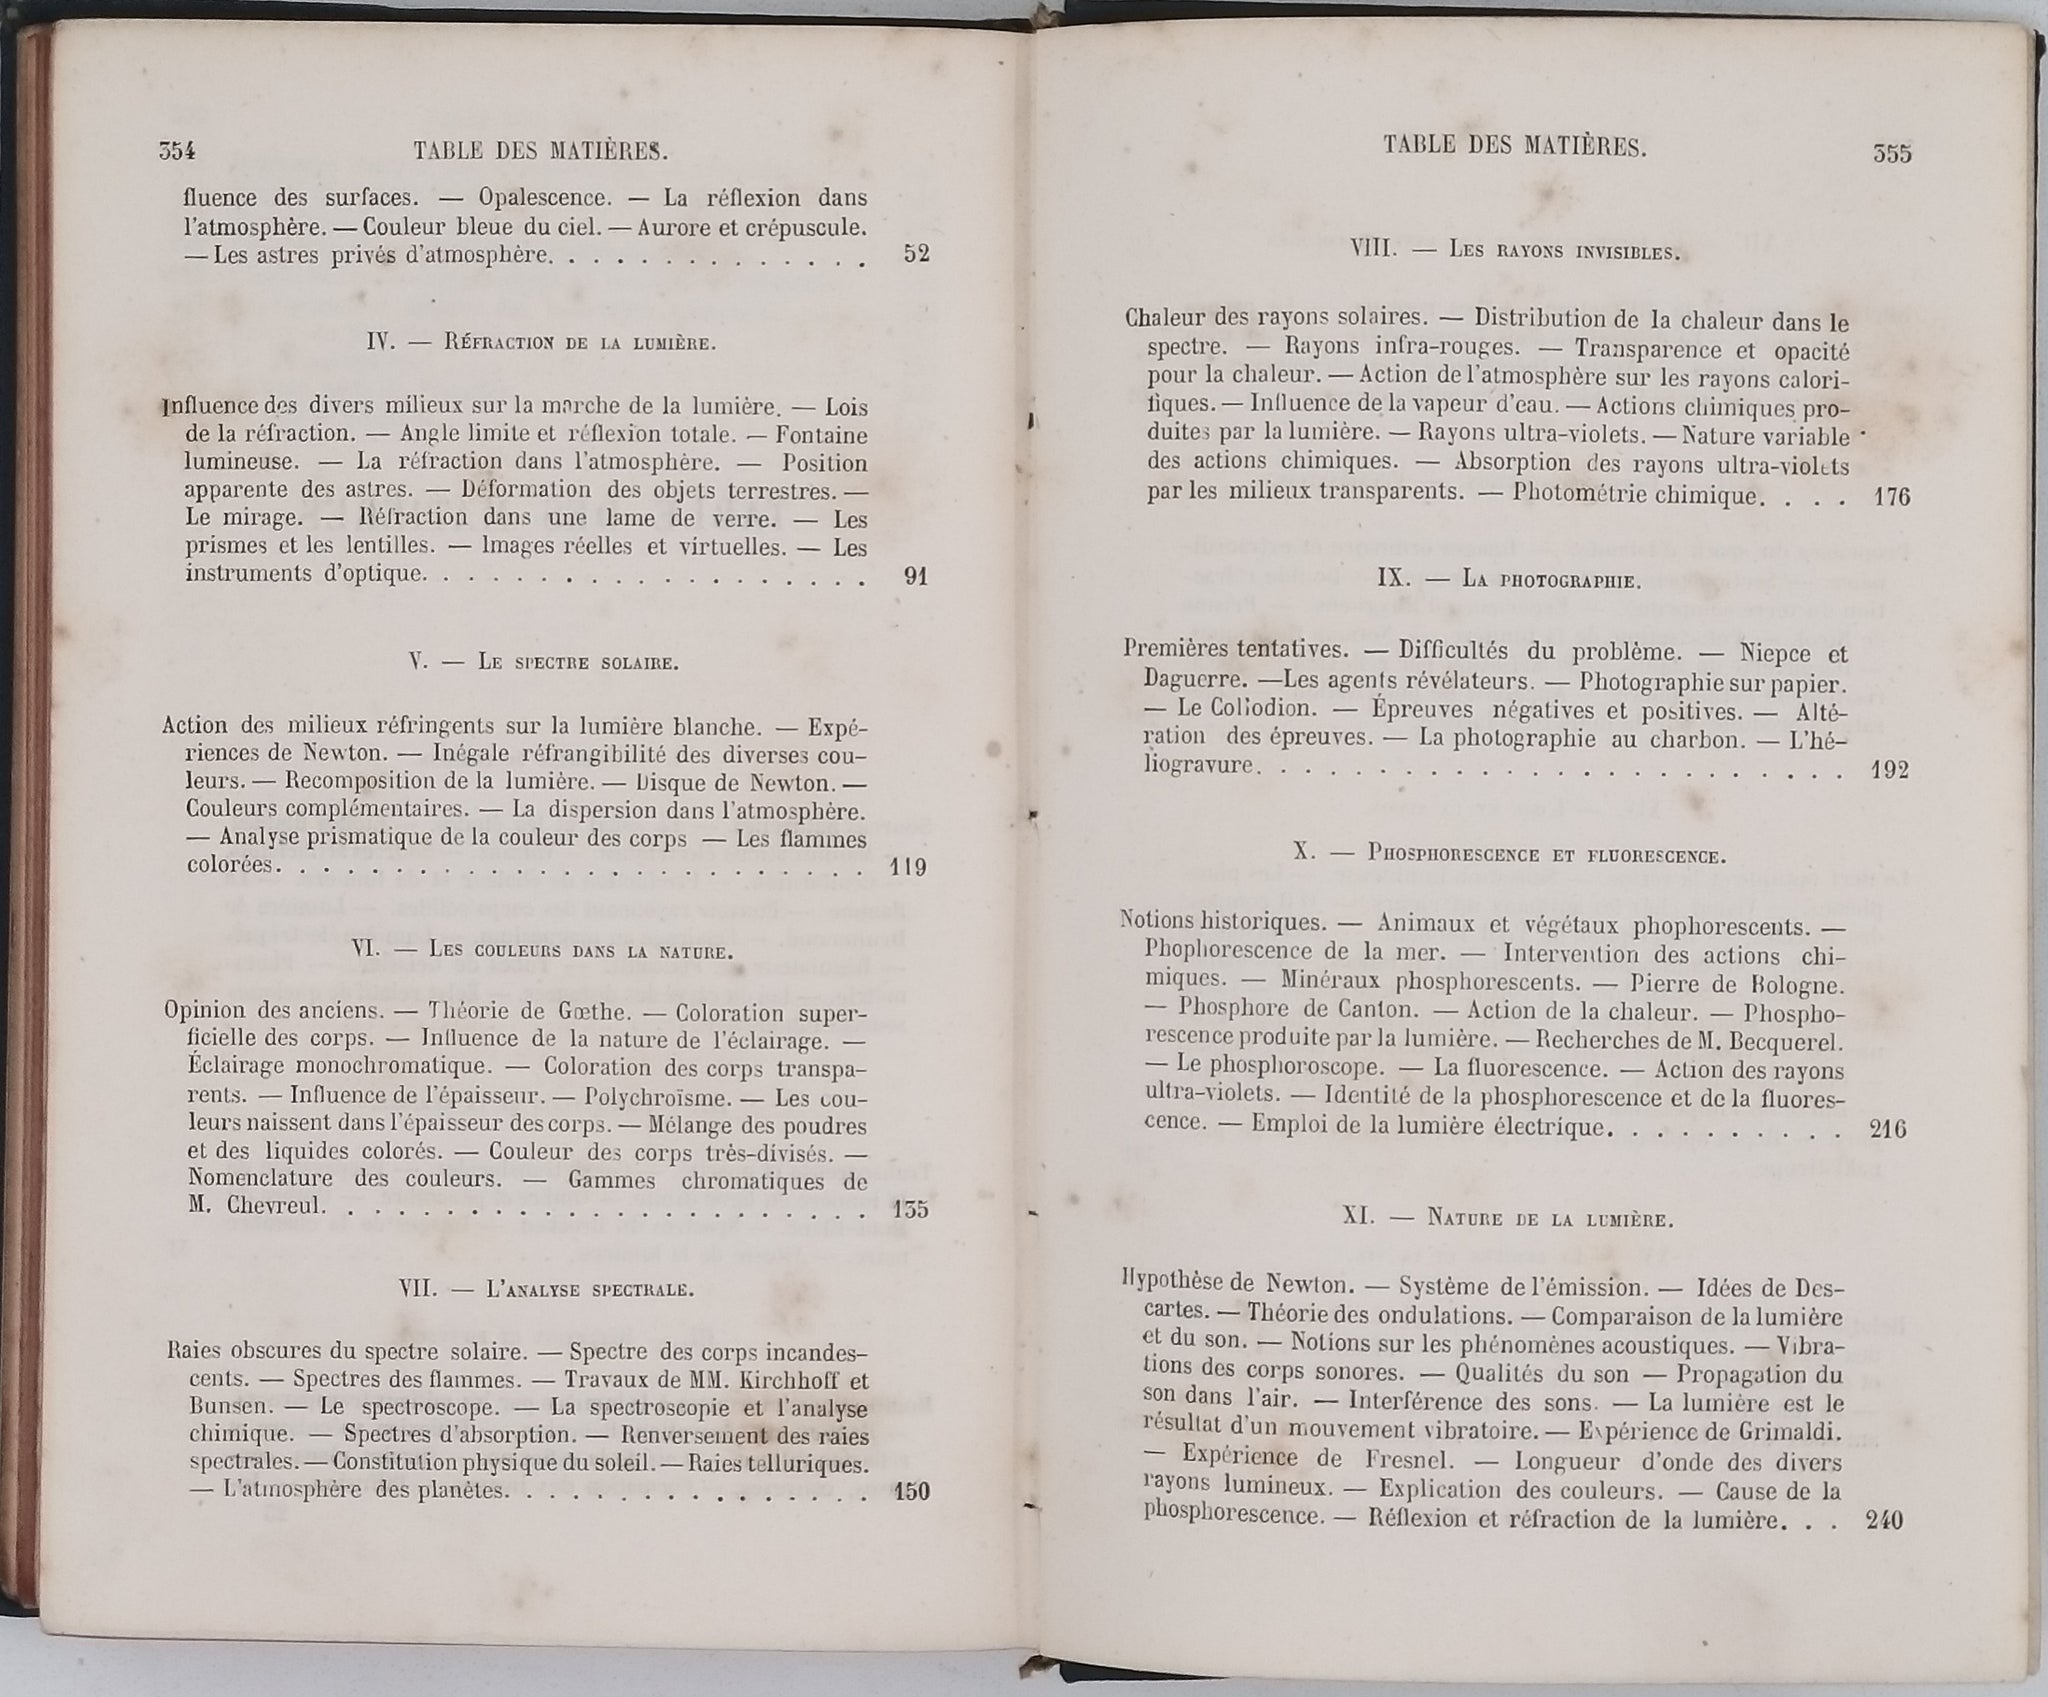 354
TABLE DES MATIÈRES.
fluence des surfaces. — Opalescence. — La réflexion dans
l'atmosphère. — Couleur bleue du ciel. — Aurore et crépuscule.
— Les astres privés d'atmosphère. . . . . . . . . . . . . . 52
IV. — RÉFRACTION DE LA LUMIÈRE.
Influence des divers milieux sur la marche de la lumière. — Lois
de la réfraction. — Angle limite et réflexion totale. — Fontaine
lumineuse. — La réfraction dans l'atmosphère. — Position
apparente des astres. — Déformation des objets terrestres. —
Le mirage. — Réfraction dans une lame de verre. — Les
prismes et les lentilles. — Images réelles et virtuelles. — Les
instruments d'optique. . . . . . . . . . . . . . . . . . . 91
V. — LE SPECTRE SOLAIRE.
Action des milieux réfringents sur la lumière blanche. — Expé-
riences de Newton. — Inégale réfrangibilité des diverses cou-
leurs. — Recomposition de la lumière. — Disque de Newton. —
Couleurs complémentaires. — La dispersion dans l'atmosphère.
— Analyse prismatique de la couleur des corps — Les flammes
colorées. . . . . . . . . . . . . . . . . . . . . . . . . 119
VI. — LES COULEURS DANS LA NATURE.
Opinion des anciens. — Théorie de Gœthe. — Coloration super-
ficielle des corps. — Influence de la nature de l'éclairage. —
Éclairage monochromatique. — Coloration des corps transpa-
rents. — Influence de l'épaisseur. — Polychroïsme. — Les cou-
leurs naissent dans l'épaisseur des corps. — Mélange des poudres
et des liquides colorés. — Couleur des corps très-divisés. —
Nomenclature des couleurs. — Gammes chromatiques de
M. Chevreul. . . . . . . . . . . . . . . . . . . . . . . 135
VII. — L'ANALYSE SPECTRALE.
Raies obscures du spectre solaire. — Spectre des corps incandes-
cents. — Spectres des flammes. — Travaux de MM. Kirchhoff et
Bunsen. — Le spectroscope. — La spectroscopie et l'analyse
chimique. — Spectres d'absorption. — Renversement des raies
spectrales. — Constitution physique du soleil. — Raies telluriques.
— L'atmosphère des planètes. . . . . . . . . . . . . . . . 150
TABLE DES MATIÈRES.
355
VIII. — LES RAYONS INVISIBLES.
Chaleur des rayons solaires. — Distribution de la chaleur dans le
spectre. — Rayons infra-rouges. — Transparence et opacité
pour la chaleur. — Action de l'atmosphère sur les rayons calori-
fiques. — Influence de la vapeur d'eau. — Actions chimiques pro-
duites par la lumière. — Rayons ultra-violets. — Nature variable
des actions chimiques. — Absorption des rayons ultra-violets
par les milieux transparents. — Photométrie chimique. . . . 176
IX. — LA PHOTOGRAPHIE.
Premières tentatives. — Difficultés du problème. — Niepce et
Daguerre. —Les agents révélateurs. — Photographie sur papier.
— Le Collodion. — Épreuves négatives et positives. — Alté-
ration des épreuves. — La photographie au charbon. — L'hé-
liogravure. . . . . . . . . . . . . . . . . . . . . . . . 192
X. — PHOSPHORESCENCE ET FLUORESCENCE.
Notions historiques. — Animaux et végétaux phophorescents. —
Phophorescence de la mer. — Intervention des actions chi-
miques. — Minéraux phosphorescents. — Pierre de Bologne.
— Phosphore de Canton. — Action de la chaleur. — Phospho-
rescence produite par la lumière. — Recherches de M. Becquerel.
— Le phosphoroscope. — La fluorescence. — Action des rayons
ultra-violets. — Identité de la phosphorescence et de la fluores-
cence. — Emploi de la lumière électrique. . . . . . . . . . 216
XI. — NATURE DE LA LUMIÈRE.
Hypothèse de Newton. — Système de l'émission. — Idées de Des-
cartes. — Théorie des ondulations. — Comparaison de la lumière
et du son. — Notions sur les phénomènes acoustiques. — Vibra-
tions des corps sonores. — Qualités du son — Propagation du
son dans l'air. — Interférence des sons. — La lumière est le
résultat d'un mouvement vibratoire. — Expérience de Grimaldi.
— Expérience de Fresnel. — Longueur d'onde des divers
rayons lumineux. — Explication des couleurs. — Cause de la
phosphorescence. — Réflexion et réfraction de la lumière. . . 240